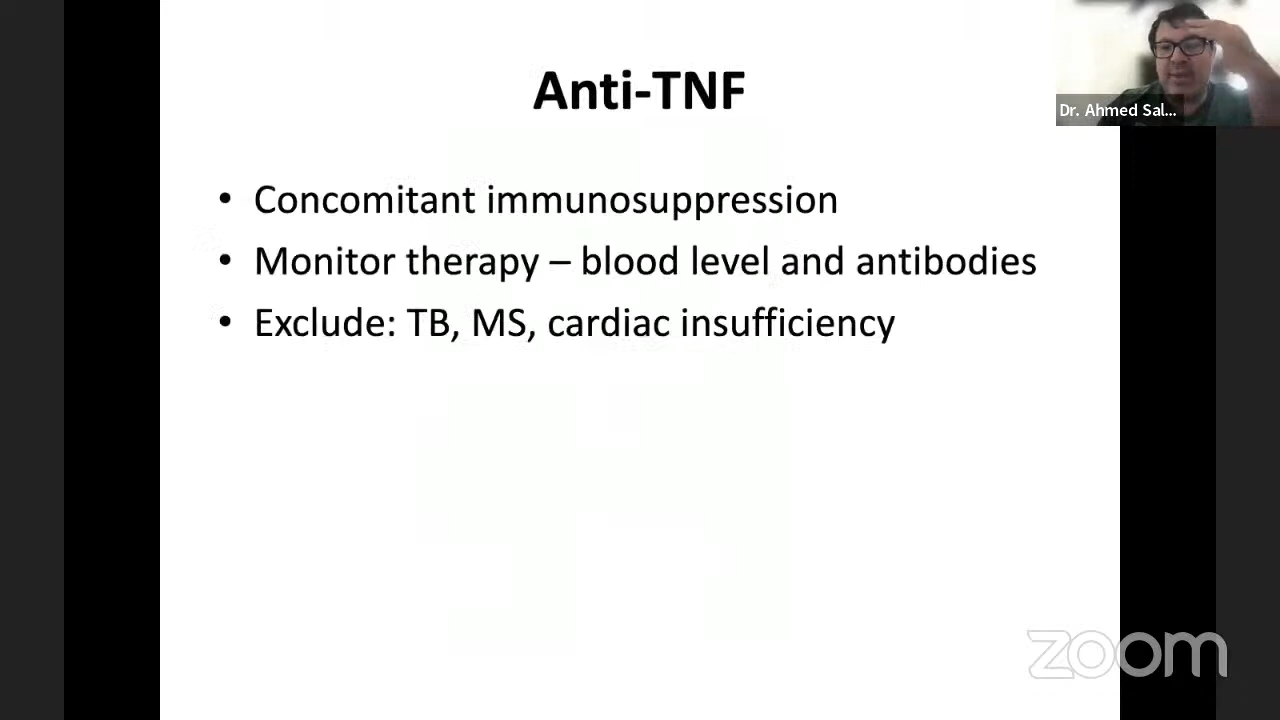 Anti-TNF
Dr. Ahmed Sal...
• Concomitant immunosuppression
• Monitor therapy – blood level and antibodies
• Exclude: TB, MS, cardiac insufficiency
zoom